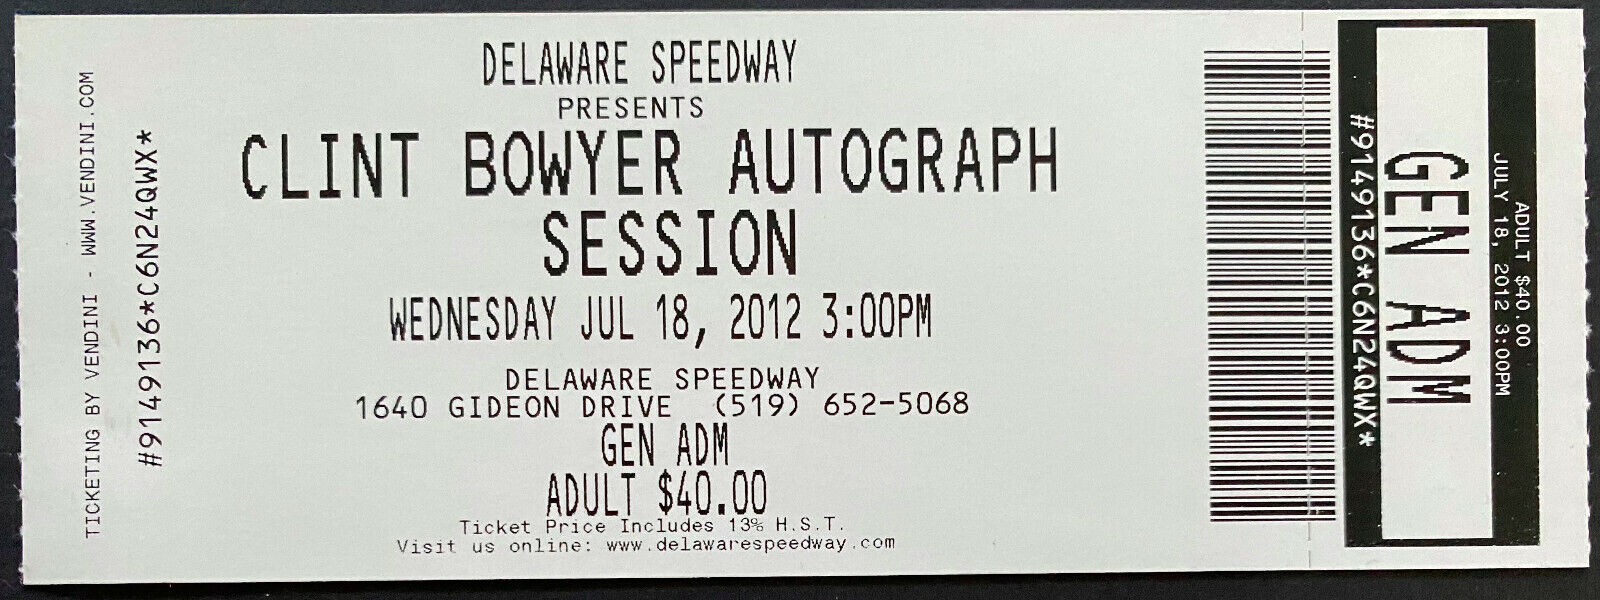 TICKETING BY VENDINI - WWW.VENDINI.COM
#9149136*C6N24QWX*
DELAWARE SPEEDWAY
PRESENTS
CLINT BOWYER AUTOGRAPH
SESSION
WEDNESDAY JUL 18, 2012 3:00PM
DELAWARE SPEEDWAY
1640 GIDEON DRIVE (519) 652-5068
GEN ADM
ADULT $40.00
Ticket Price Includes 13% H.S.T.
Visit us online: www.delawarespeedway.com
ADULT $40.00
JULY 18, 2012 3:00PM
GEN ADM
#9149136*C6N24QWX*